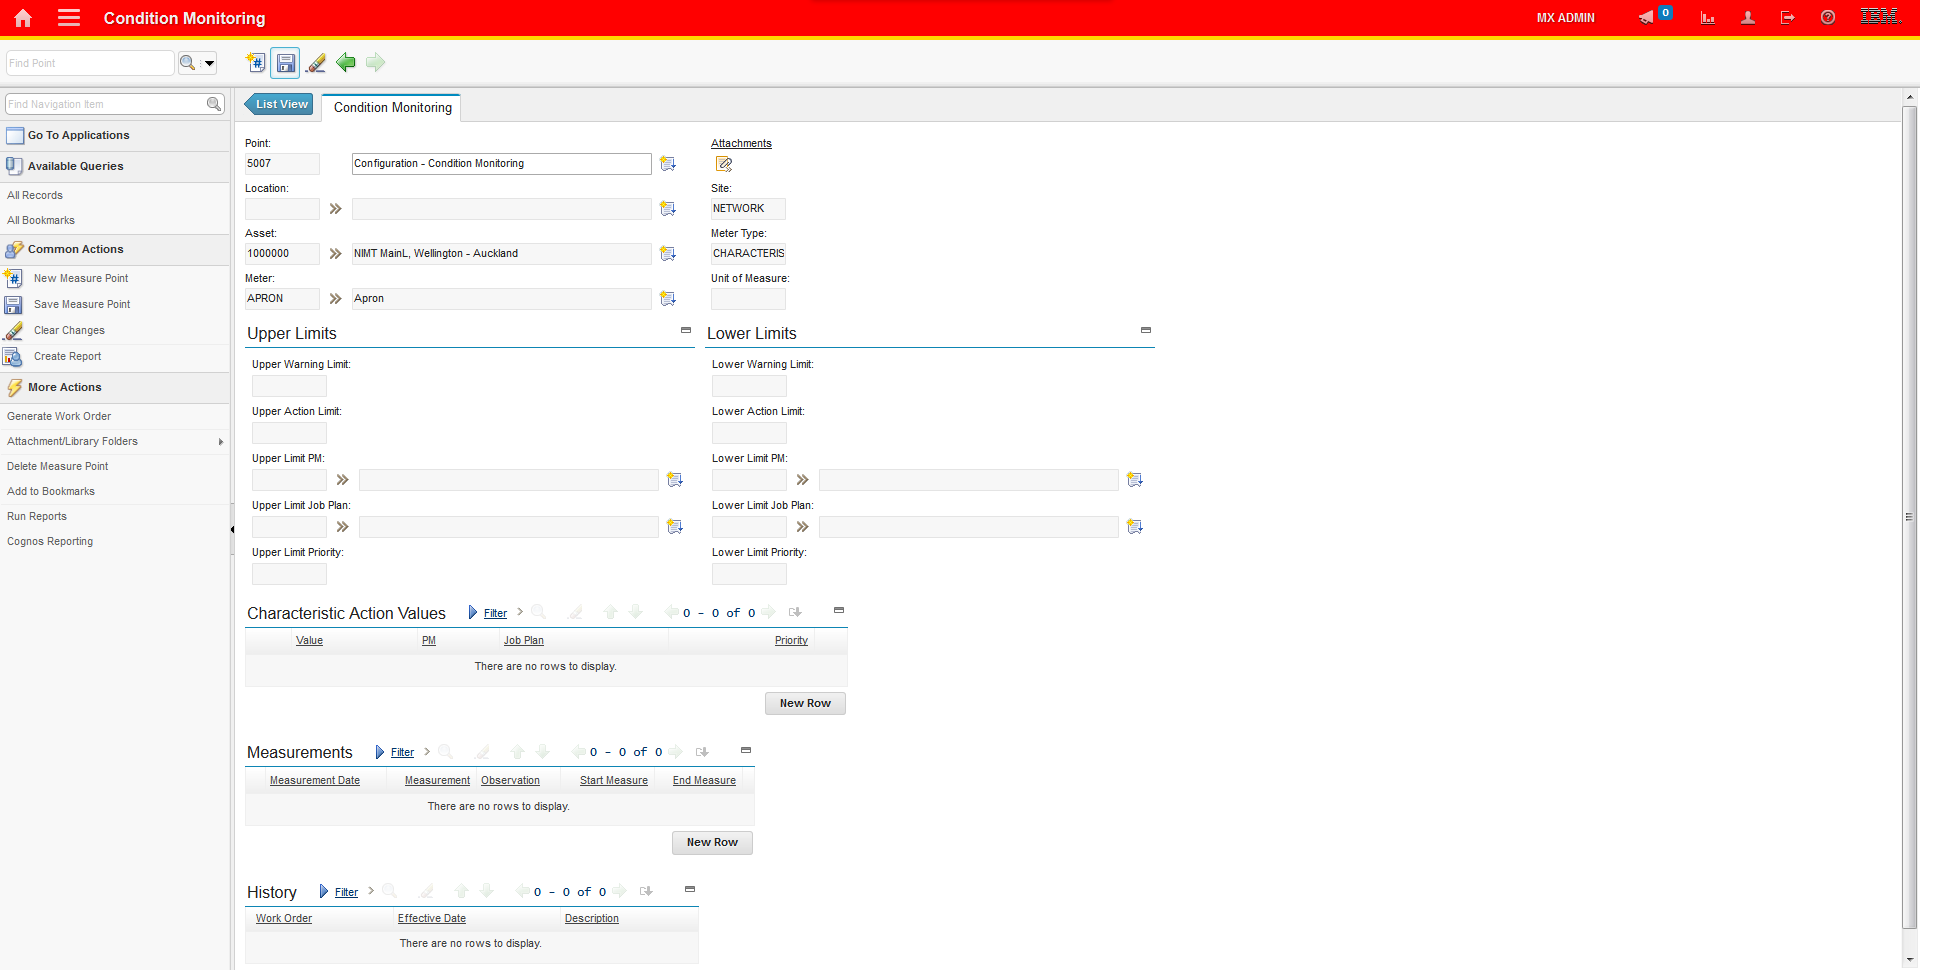 Condition Monitoring
MX ADMIN
0
IBM.
Find Point
Find Navigation Item
Go To Applications
Available Queries
All Records
All Bookmarks
Common Actions
New Measure Point
Save Measure Point
Clear Changes
Create Report
More Actions
Generate Work Order
Attachment/Library Folders
Delete Measure Point
Add to Bookmarks
Run Reports
Cognos Reporting
List View
Condition Monitoring
Point:
5007
Configuration - Condition Monitoring
Attachments
Location:
Site:
NETWORK
Asset:
1000000
NIMT MainL, Wellington - Auckland
Meter Type:
CHARACTERIS
Meter:
APRON
Apron
Unit of Measure:
Upper Limits
Lower Limits
Upper Warning Limit:
Lower Warning Limit:
Upper Action Limit:
Lower Action Limit:
Upper Limit PM:
Lower Limit PM:
Upper Limit Job Plan:
Lower Limit Job Plan:
Upper Limit Priority:
Lower Limit Priority:
Characteristic Action Values Filter 0 - 0 of 0
Value PM Job Plan Priority
There are no rows to display.
New Row
Measurements Filter 0 - 0 of 0
Measurement Date Measurement Observation Start Measure End Measure
There are no rows to display.
New Row
History Filter 0 - 0 of 0
Work Order Effective Date Description
There are no rows to display.